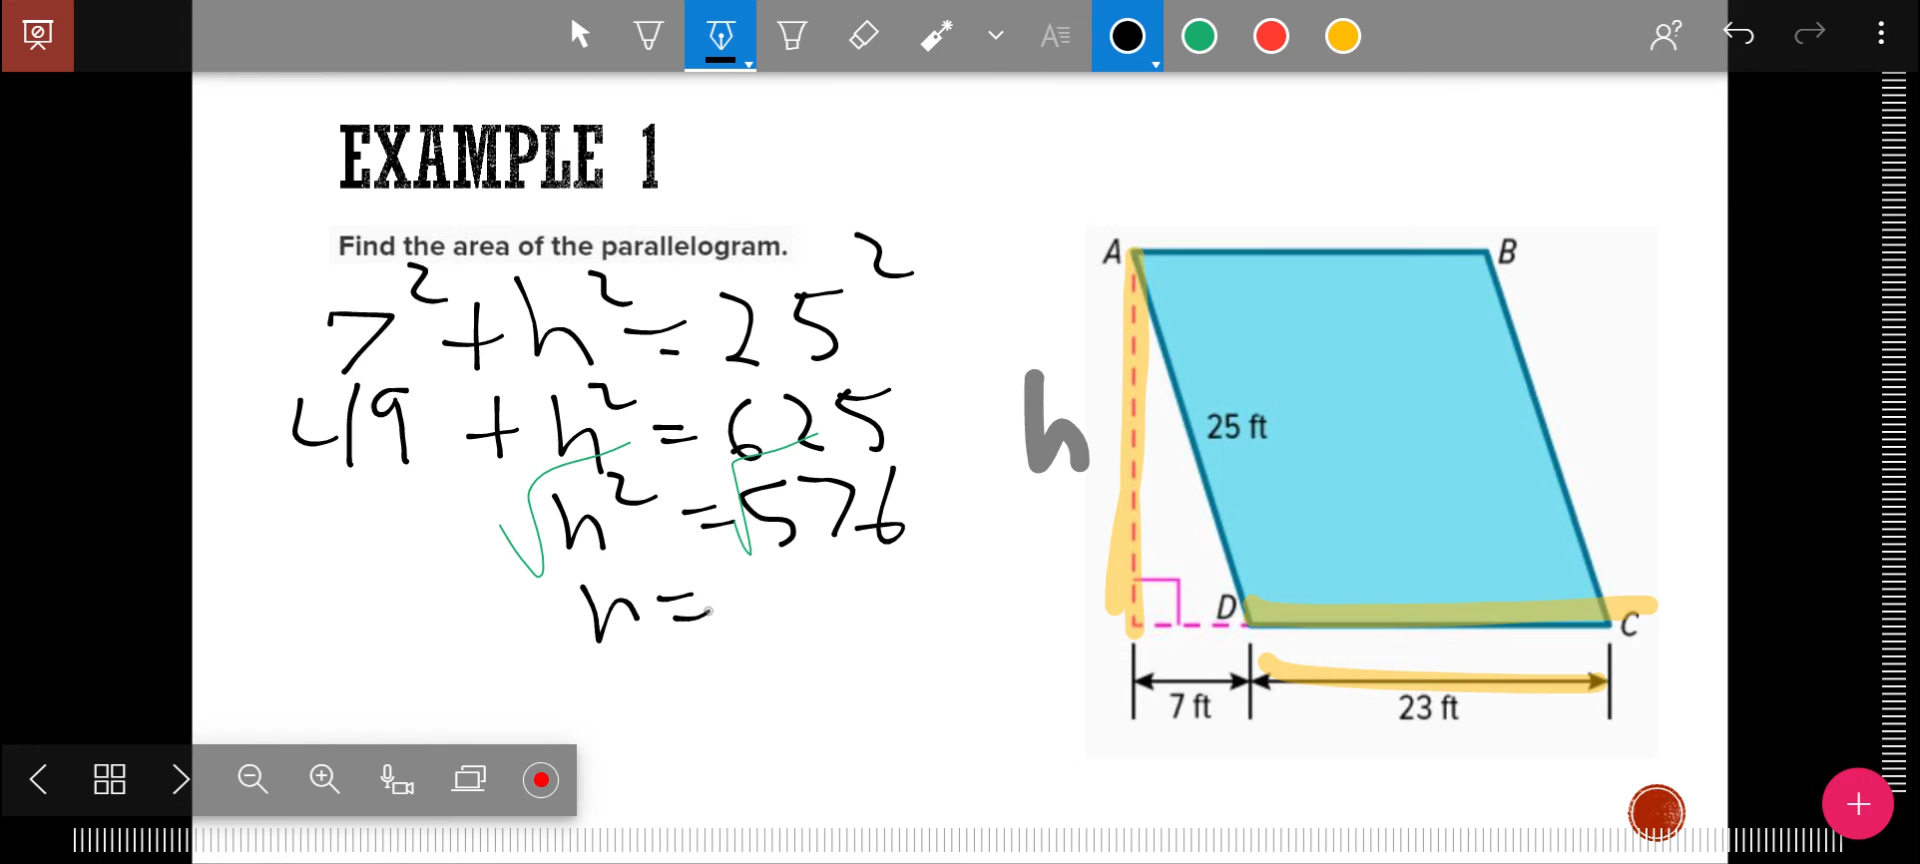 EXAMPLE 1
Find the area of the parallelogram.
7² + h² = 25²
49 + h² = 625
√h² = √576
h =
A
B
h
25 ft
D
C
7 ft
23 ft